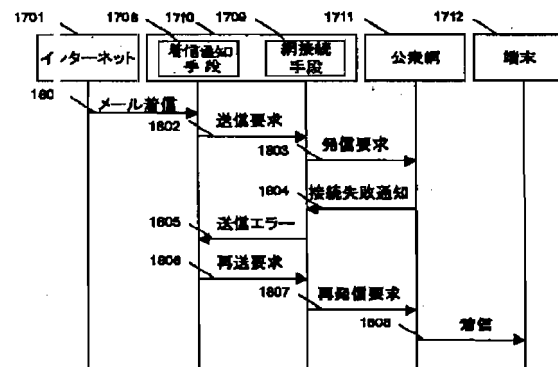 1701 1708 1710 1709 1711 1712
インターネット 着信通知手段 網接続手段 公衆網 端末
180
メール着信
1802 送信要求
1803 発信要求
1804 接続失敗通知
1805 送信エラー
1806 再送要求
1807 再発信要求
1808 着信